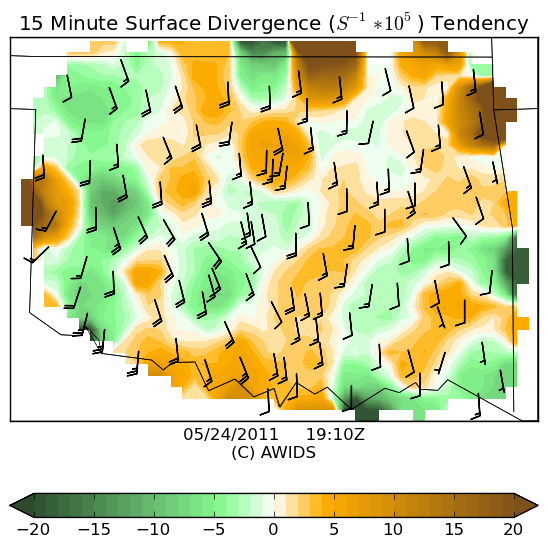 15 Minute Surface Divergence (S⁻¹ *10⁵ ) Tendency
05/24/2011 19:10Z
(C) AWIDS
−20 −15 −10 −5 0 5 10 15 20